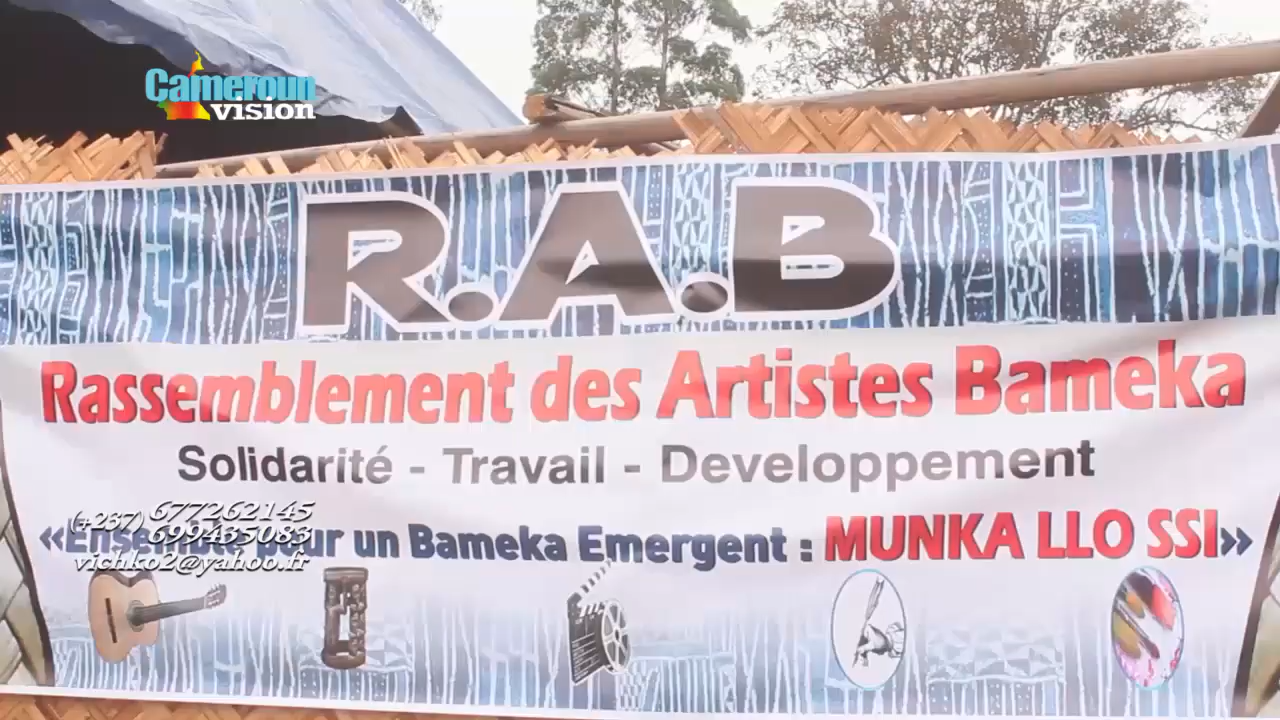 Cameroun
vision
R.A.B
Rassemblement des Artistes Bameka
Solidarité - Travail - Developpement
(+237) 677262145
699435083
vichko2@yahoo.fr
«Ensemble pour un Bameka Emergent : MUNKA LLO SSI»